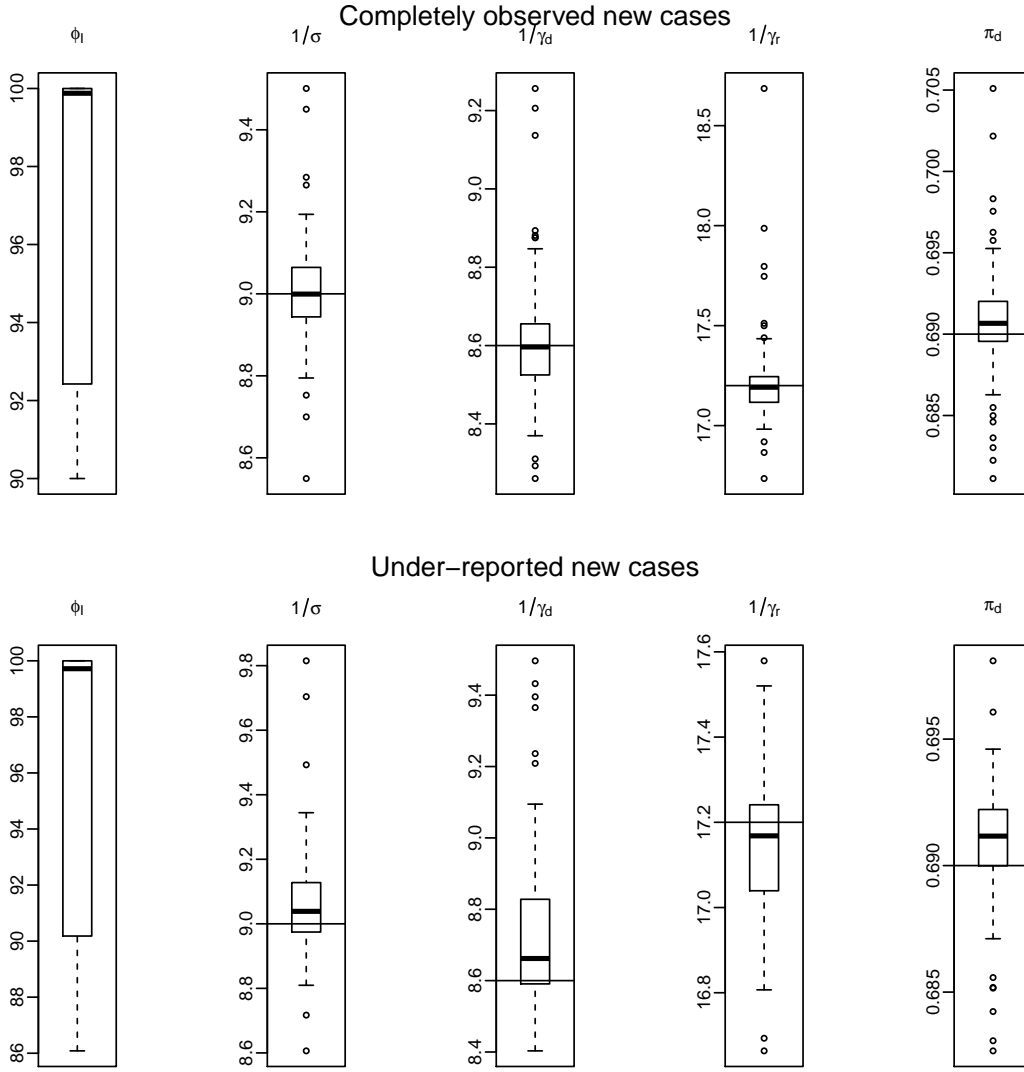 Completely observed new cases
ϕI 1/σ 1/γd 1/γr πd
90 92 94 96 98 100
8.6 8.8 9.0 9.2 9.4
8.4 8.6 8.8 9.0 9.2
17.0 17.5 18.0 18.5
0.685 0.690 0.695 0.700 0.705
Under−reported new cases
ϕI 1/σ 1/γd 1/γr πd
86 88 90 92 94 96 98 100
8.6 8.8 9.0 9.2 9.4 9.6 9.8
8.4 8.6 8.8 9.0 9.2 9.4
16.8 17.0 17.2 17.4 17.6
0.685 0.690 0.695